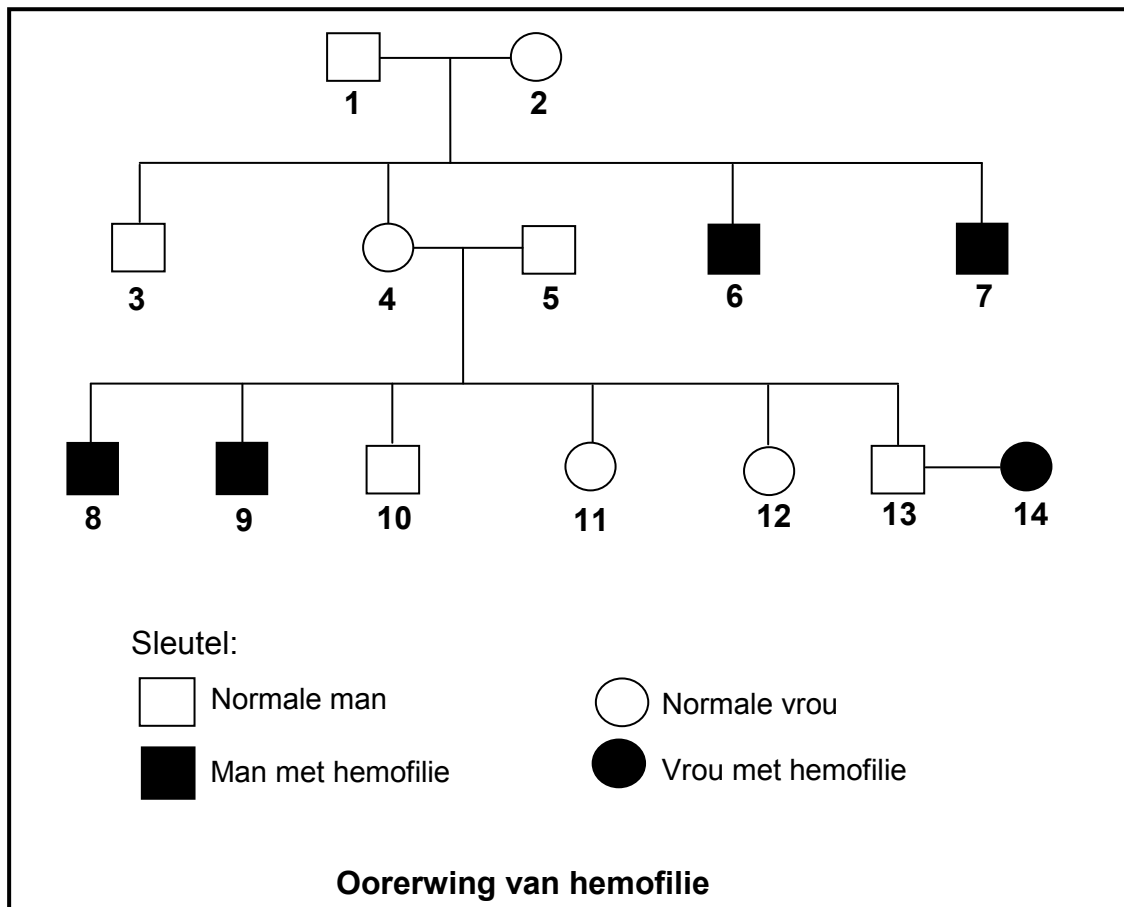 1 2
3 4 5 6 7
8 9 10 11 12 13 14
Sleutel:
Normale man Normale vrou
Man met hemofilie Vrou met hemofilie
Oorerwing van hemofilie